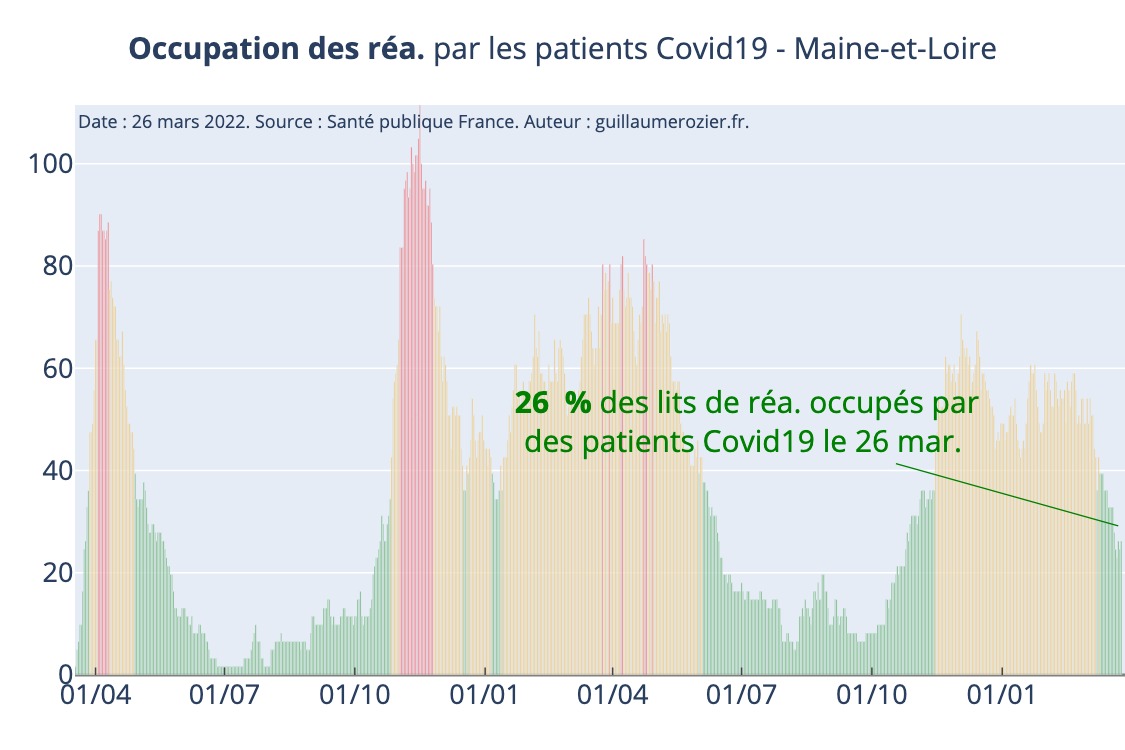 Occupation des réa. par les patients Covid19 - Maine-et-Loire
Date : 26 mars 2022. Source : Santé publique France. Auteur : guillaumerozier.fr.
100
80
60
26 % des lits de réa. occupés par
des patients Covid19 le 26 mar.
40
20
0
01/04 01/07 01/10 01/01 01/04 01/07 01/10 01/01